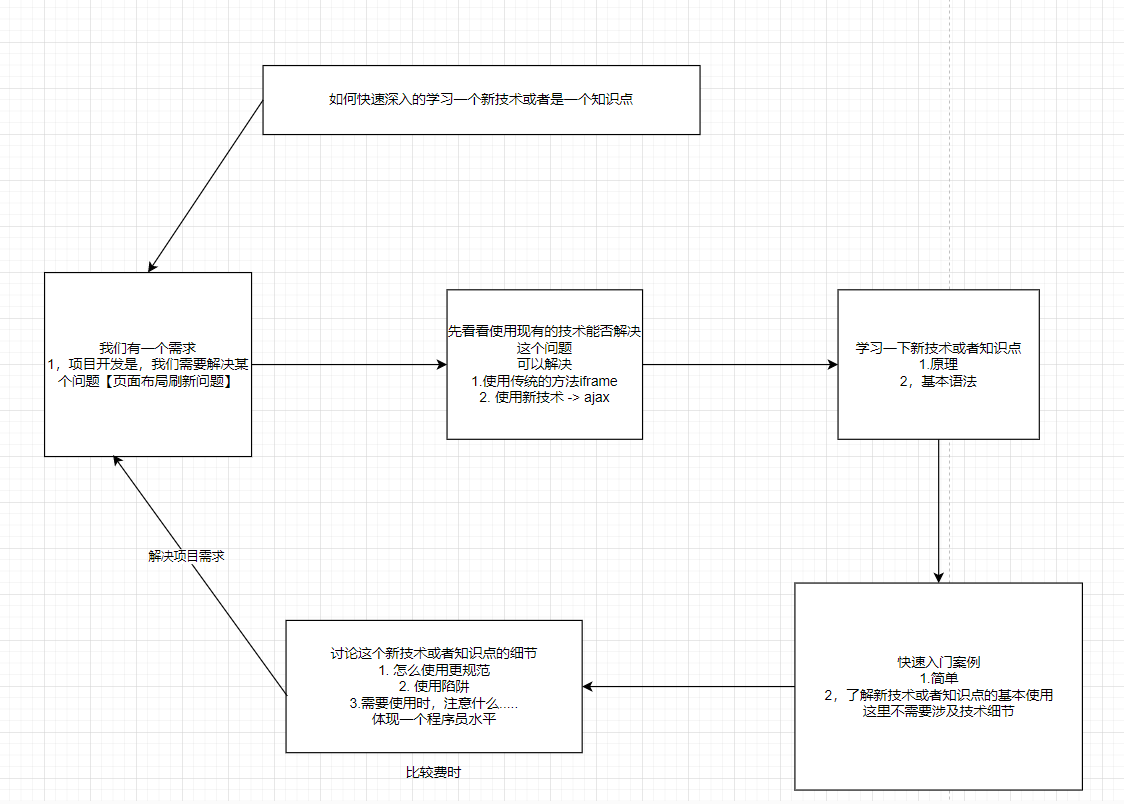 如何快速深入的学习一个新技术或者是一个知识点
我们有一个需求
1，项目开发是，我们需要解决某
个问题【页面布局刷新问题】
先看看使用现有的技术能否解决
这个问题
可以解决
1.使用传统的方法iframe
2. 使用新技术 -> ajax
学习一下新技术或者知识点
1.原理
2，基本语法
快速入门案例
1.简单
2，了解新技术或者知识点的基本使用
这里不需要涉及技术细节
讨论这个新技术或者知识点的细节
1. 怎么使用更规范
2. 使用陷阱
3.需要使用时，注意什么.....
体现一个程序员水平
比较费时
解决项目需求